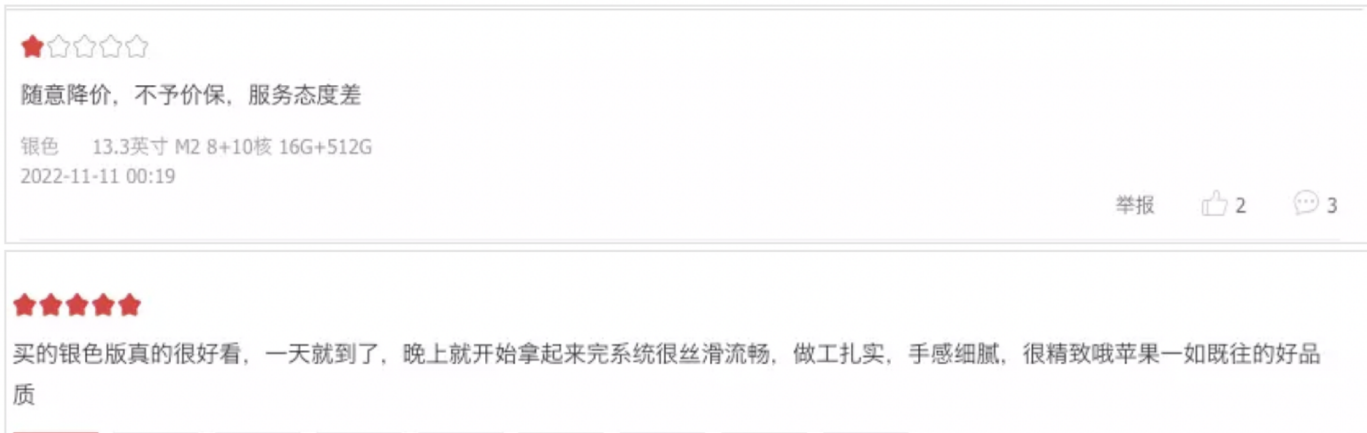 随意降价，不予价保，服务态度差
银色 13.3英寸 M2 8+10核 16G+512G
2022-11-11 00:19
举报 2 3
买的银色版真的很好看，一天就到了，晚上就开始拿起来完系统很丝滑流畅，做工扎实，手感细腻，很精致哦苹果一如既往的好品
质